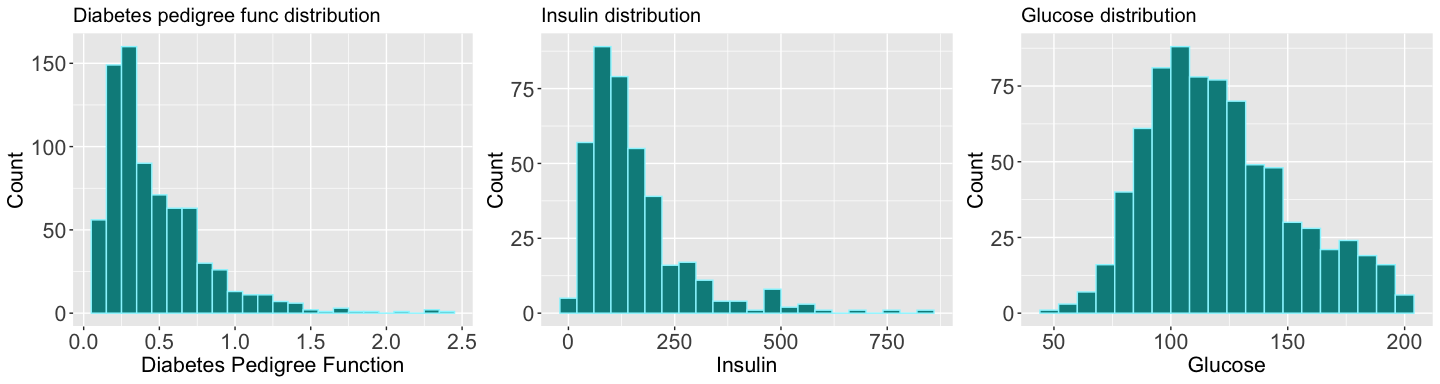 Diabetes pedigree func distribution
Count
150
100
50
0
0.0 0.5 1.0 1.5 2.0 2.5
Diabetes Pedigree Function
Insulin distribution
Count
75
50
25
0
0 250 500 750
Insulin
Glucose distribution
Count
75
50
25
0
50 100 150 200
Glucose